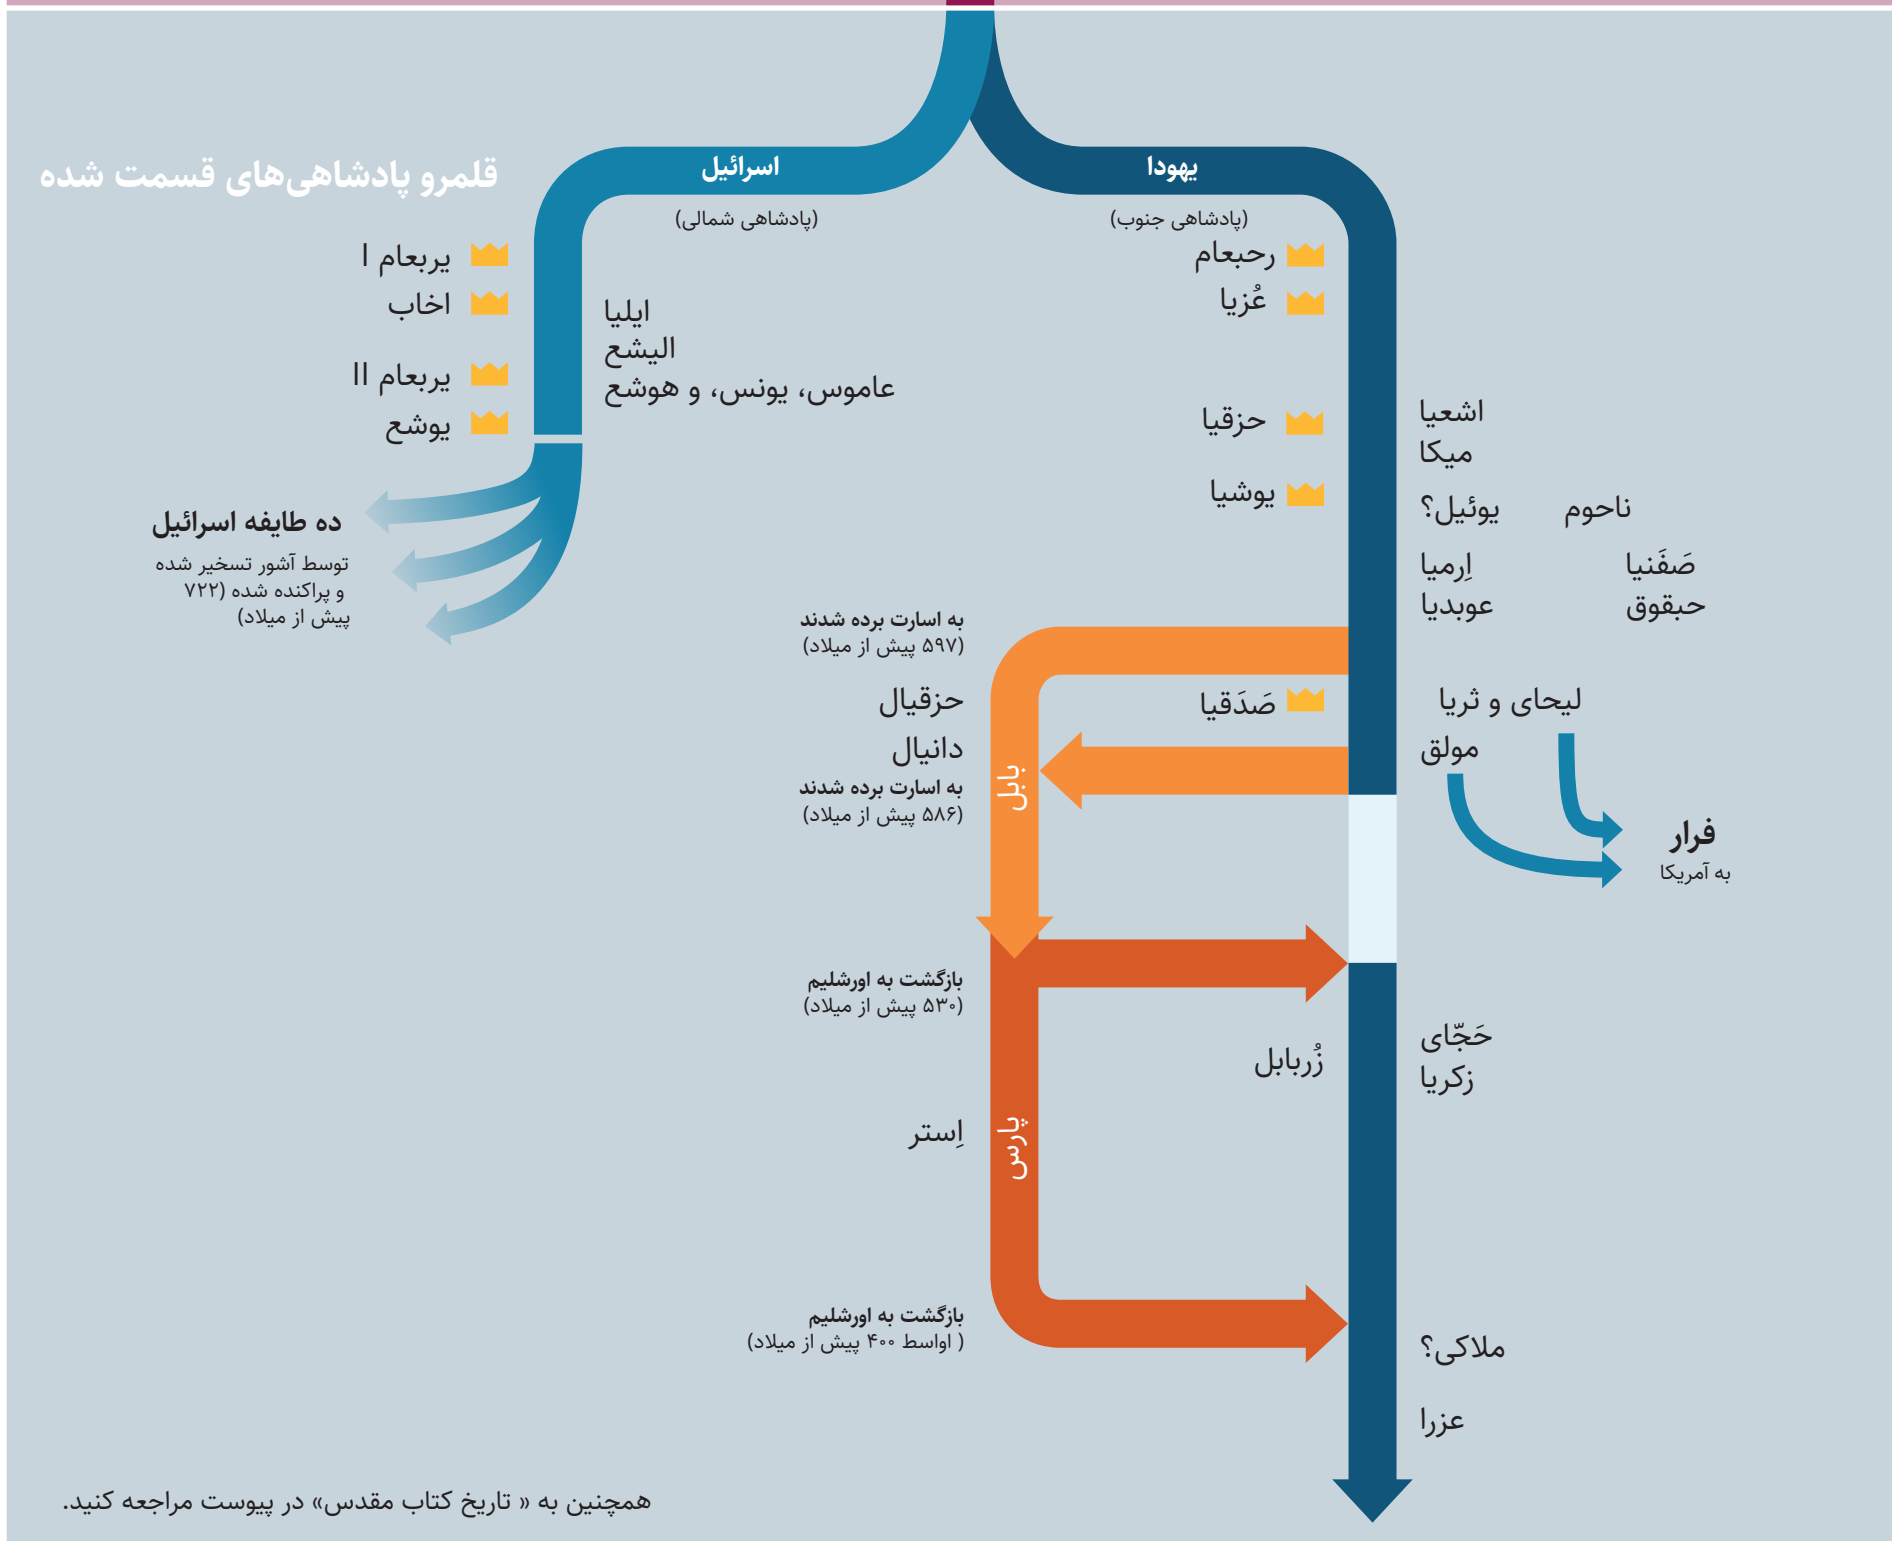 قلمرو پادشاهی‌های قسمت شده
یهودا
(پادشاهی جنوب)
اسرائیل
(پادشاهی شمالی)
رحبعام
عُزیا
حزقیا
یوشیا
یربعام I
اخاب
یربعام II
یوشع
ایلیا
الیشع
عاموس، یونس، و هوشع
ده طایفه اسرائیل
توسط آشور تسخیر شده
و پراکنده شده (۷۲۲
پیش از میلاد)
اشعیا
میکا
یوئیل؟
ناحوم
اِرمیا
صَفَنیا
عوبدیا
حبقوق
به اسارت برده شدند
(۵۹۷ پیش از میلاد)
لیحای و ثریا
صَدَقیا
حزقیال
مولق
دانیال
بابل
به اسارت برده شدند
(۵۸۶ پیش از میلاد)
فرار
به آمریکا
بازگشت به اورشلیم
(۵۳۰ پیش از میلاد)
حَجّای
زکریا
زُربابل
پارس
اِستر
بازگشت به اورشلیم
( اواسط ۴۰۰ پیش از میلاد)
ملاکی؟
عزرا
همچنین به « تاریخ کتاب مقدس» در پیوست مراجعه کنید.